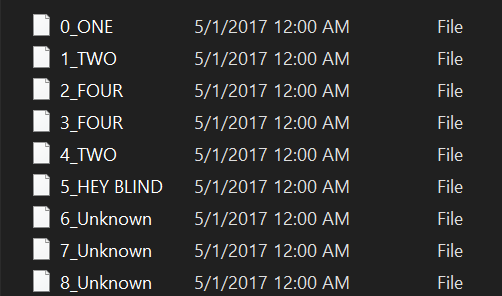 0_ONE 5/1/2017 12:00 AM File
1_TWO 5/1/2017 12:00 AM File
2_FOUR 5/1/2017 12:00 AM File
3_FOUR 5/1/2017 12:00 AM File
4_TWO 5/1/2017 12:00 AM File
5_HEY BLIND 5/1/2017 12:00 AM File
6_Unknown 5/1/2017 12:00 AM File
7_Unknown 5/1/2017 12:00 AM File
8_Unknown 5/1/2017 12:00 AM File